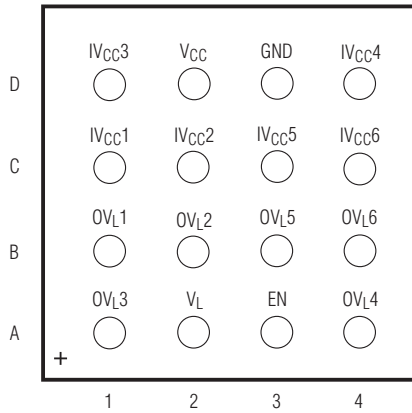 IVCC3 VCC GND IVCC4
D
IVCC1 IVCC2 IVCC5 IVCC6
C
OVL1 OVL2 OVL5 OVL6
B
OVL3 VL EN OVL4
A
+
1 2 3 4